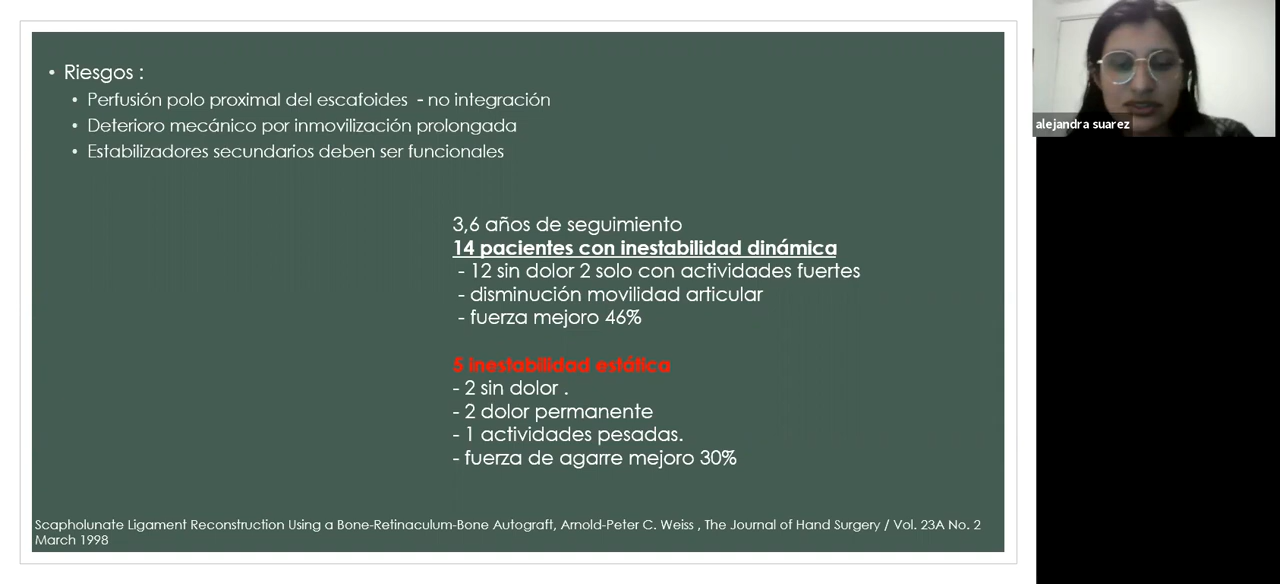 • Riesgos :
• Perfusión polo proximal del escafoides - no integración
• Deterioro mecánico por inmovilización prolongada
• Estabilizadores secundarios deben ser funcionales
3,6 años de seguimiento
14 pacientes con inestabilidad dinámica
- 12 sin dolor 2 solo con actividades fuertes
- disminución movilidad articular
- fuerza mejoro 46%
5 inestabilidad estática
- 2 sin dolor .
- 2 dolor permanente
- 1 actividades pesadas.
- fuerza de agarre mejoro 30%
Scapholunate Ligament Reconstruction Using a Bone-Retinaculum-Bone Autograft, Arnold-Peter C. Weiss , The Journal of Hand Surgery / Vol. 23A No. 2
March 1998
alejandra suarez